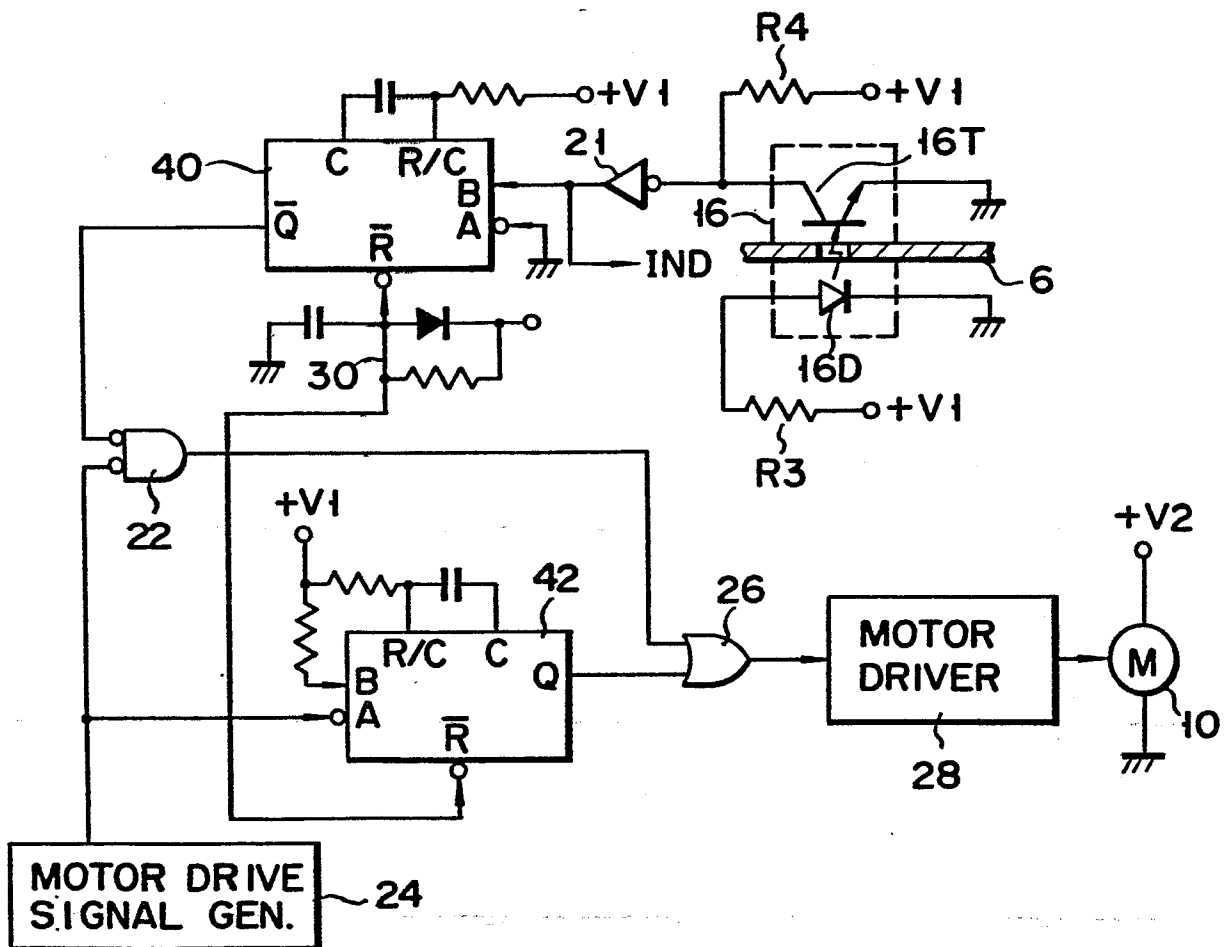 R4
+V1
+V1
C
R/C
21
16T
40
B
A
Q̅
R̅
16
IND
6
30
16D
+V1
R3
22
+V1
42
26
+V2
R/C
C
Q
B
A
R̅
MOTOR
DRIVER
M
10
28
MOTOR DRIVE
SIGNAL GEN.
24